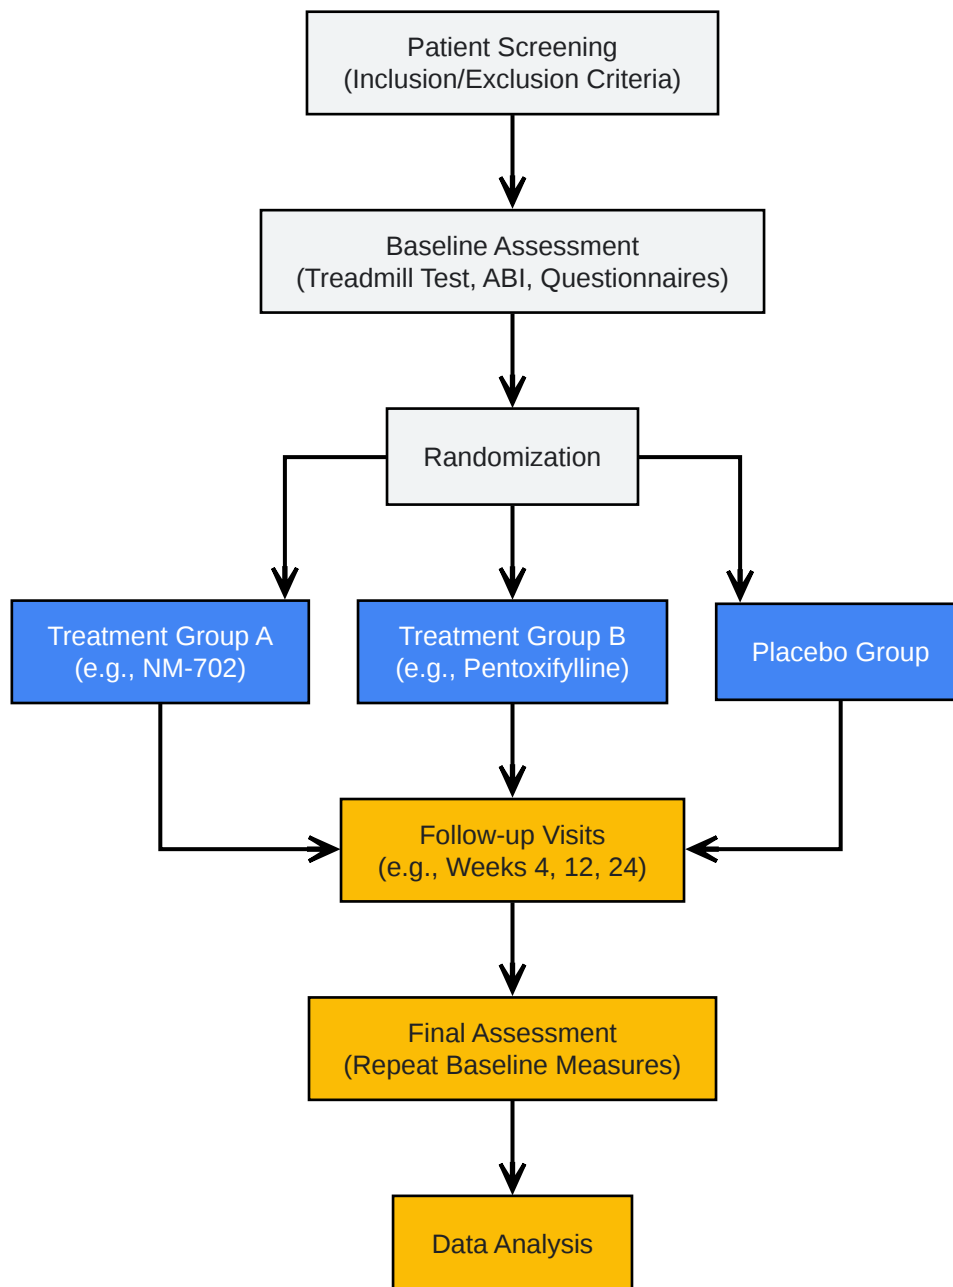 Patient Screening
(Inclusion/Exclusion Criteria)
Baseline Assessment
(Treadmill Test, ABI, Questionnaires)
Randomization
Treatment Group A
(e.g., NM-702)
Treatment Group B
(e.g., Pentoxifylline)
Placebo Group
Follow-up Visits
(e.g., Weeks 4, 12, 24)
Final Assessment
(Repeat Baseline Measures)
Data Analysis